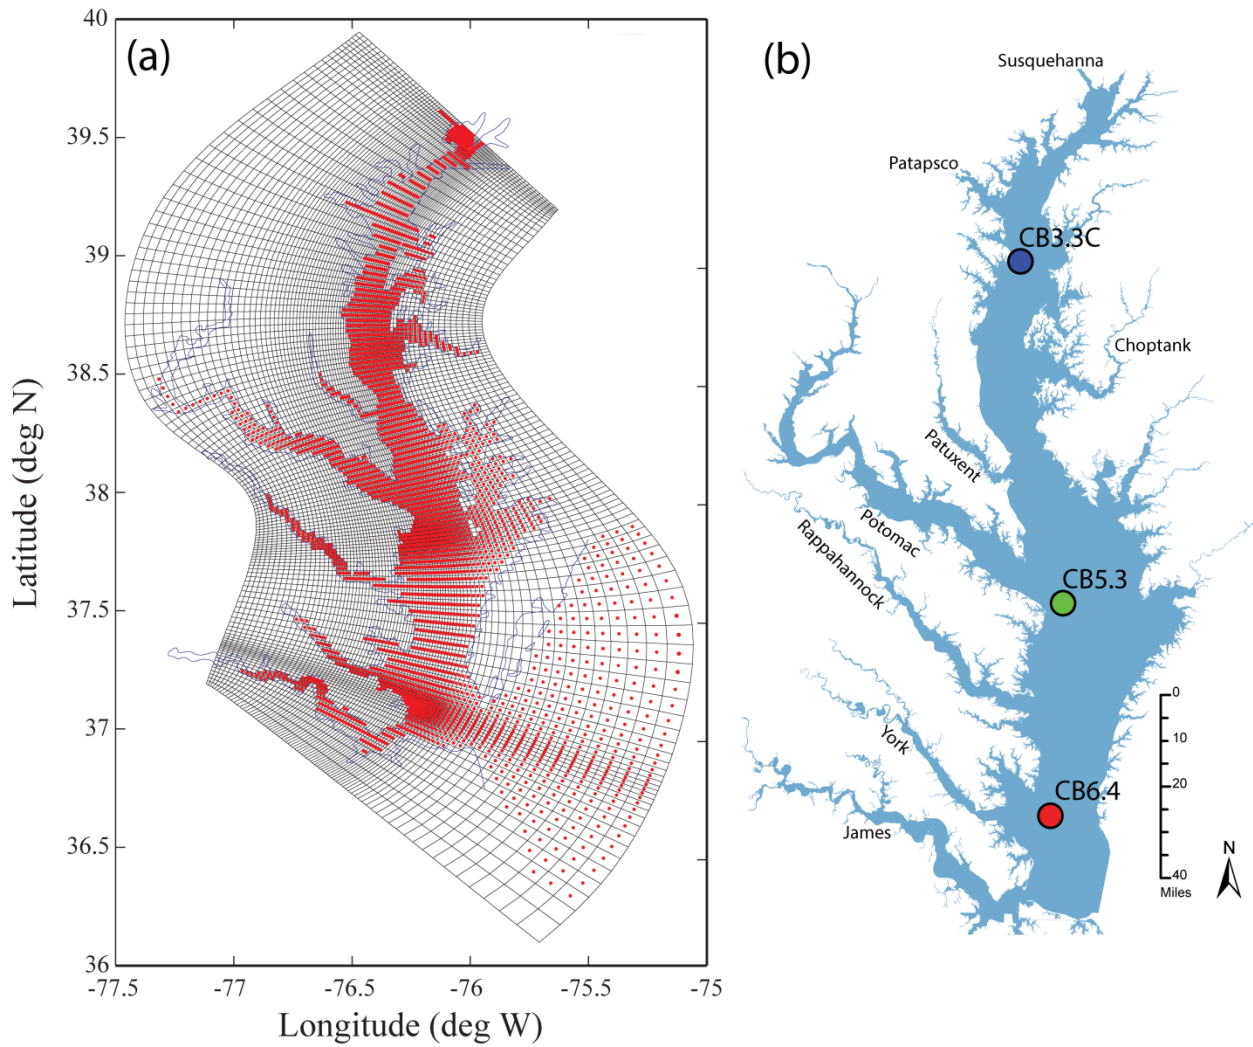 (a)
40
39.5
39
38.5
38
37.5
37
36.5
36
-77.5
-77
-76.5
-76
-75.5
-75
Latitude (deg N)
Longitude (deg W)
(b)
Susquehanna
Patapsco
CB3.3C
Choptank
Patuxent
Potomac
Rappahannock
CB5.3
York
CB6.4
James
0
10
20
30
40
Miles
N